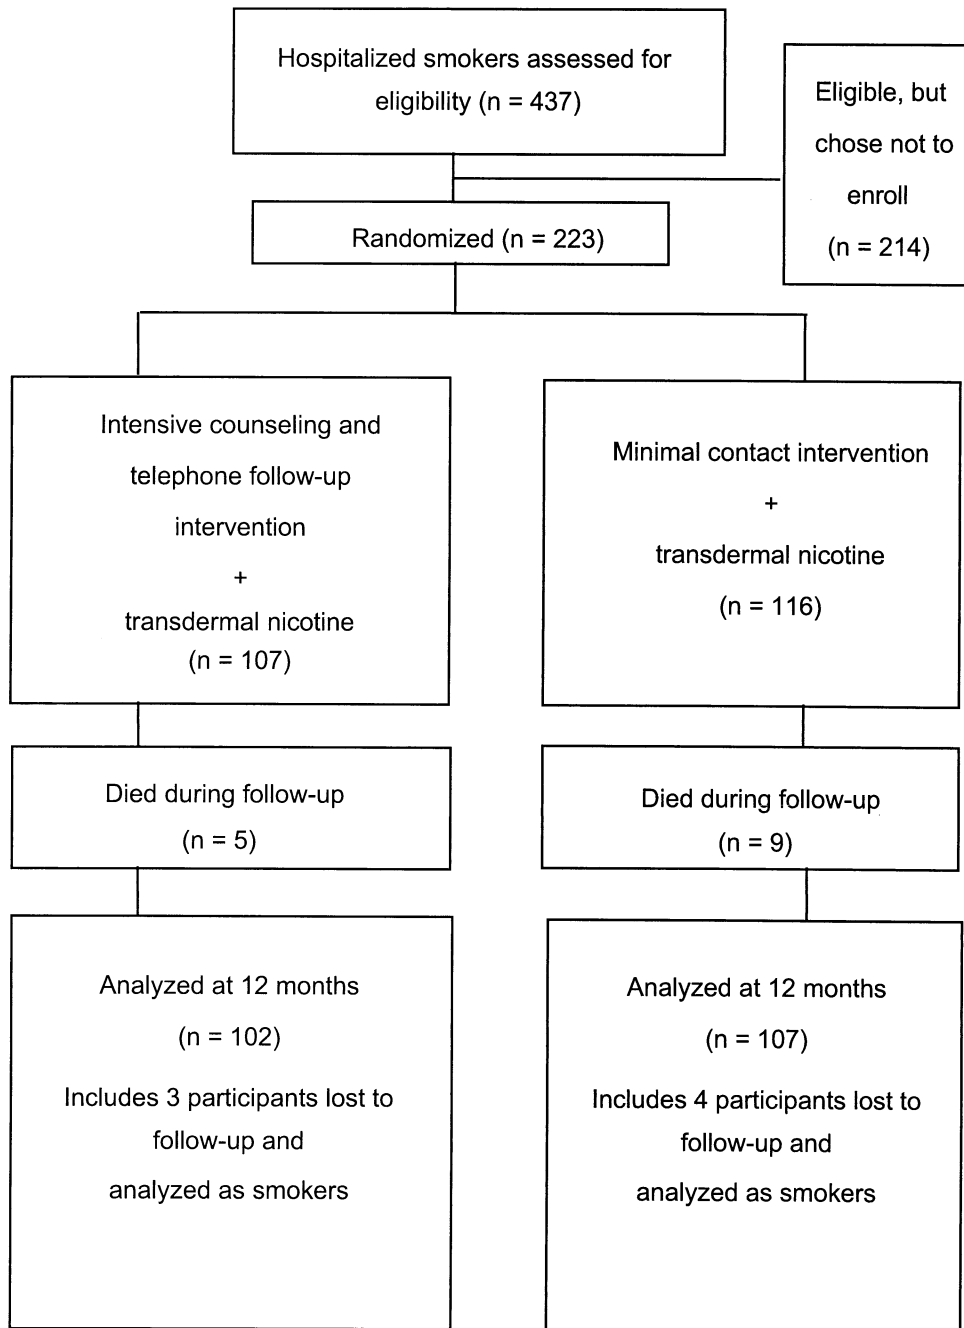 Hospitalized smokers assessed for
eligibility (n = 437)
Eligible, but
chose not to
enroll
(n = 214)
Randomized (n = 223)
Intensive counseling and
telephone follow-up
intervention
+
transdermal nicotine
(n = 107)
Minimal contact intervention
+
transdermal nicotine
(n = 116)
Died during follow-up
(n = 5)
Died during follow-up
(n = 9)
Analyzed at 12 months
(n = 102)
Includes 3 participants lost to
follow-up and
analyzed as smokers
Analyzed at 12 months
(n = 107)
Includes 4 participants lost to
follow-up and
analyzed as smokers